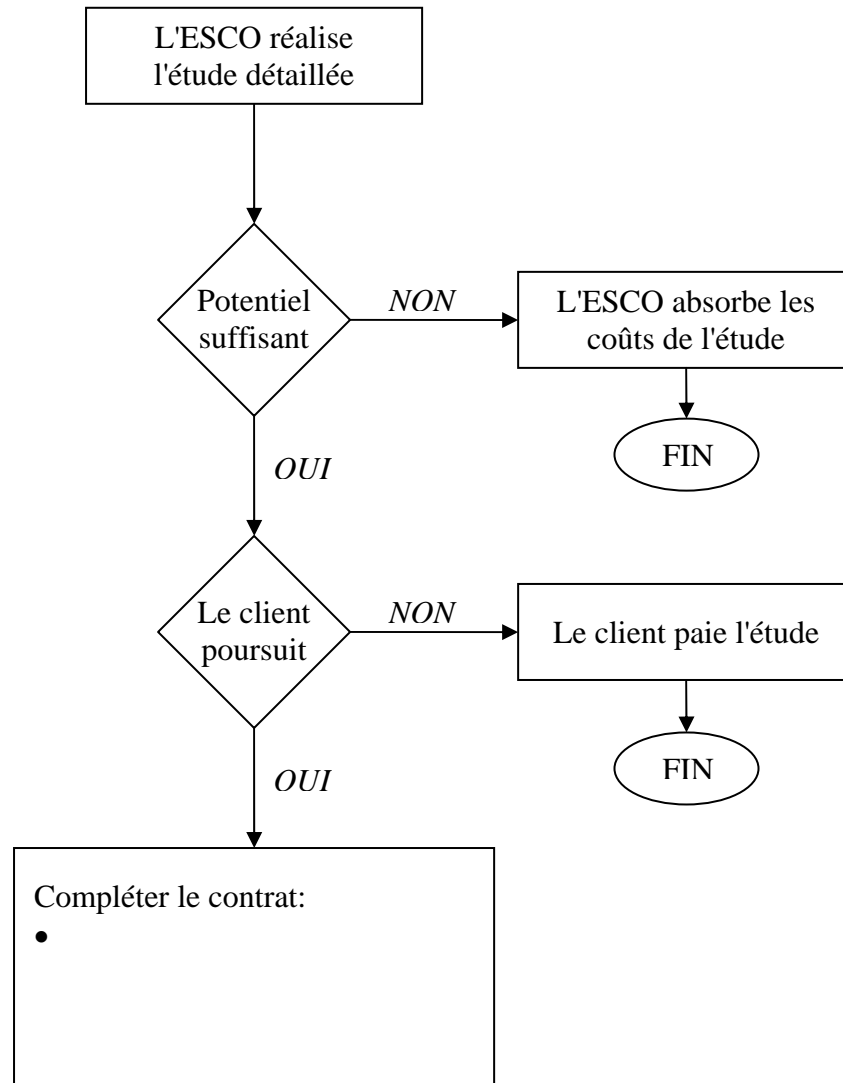 L'ESCO réalise
l'étude détaillée
Potentiel
suffisant
NON
L'ESCO absorbe les
coûts de l'étude
FIN
OUI
Le client
poursuit
NON
Le client paie l'étude
FIN
OUI
Compléter le contrat:
•